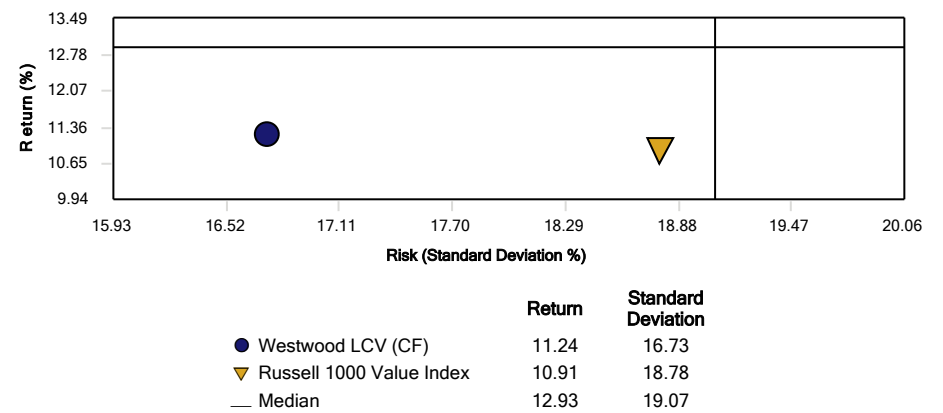 13.49
12.78
12.07
11.36
10.65
9.94
Return (%)
15.93 16.52 17.11 17.70 18.29 18.88 19.47 20.06
Risk (Standard Deviation %)
Return Standard Deviation
Westwood LCV (CF) 11.24 16.73
Russell 1000 Value Index 10.91 18.78
Median 12.93 19.07